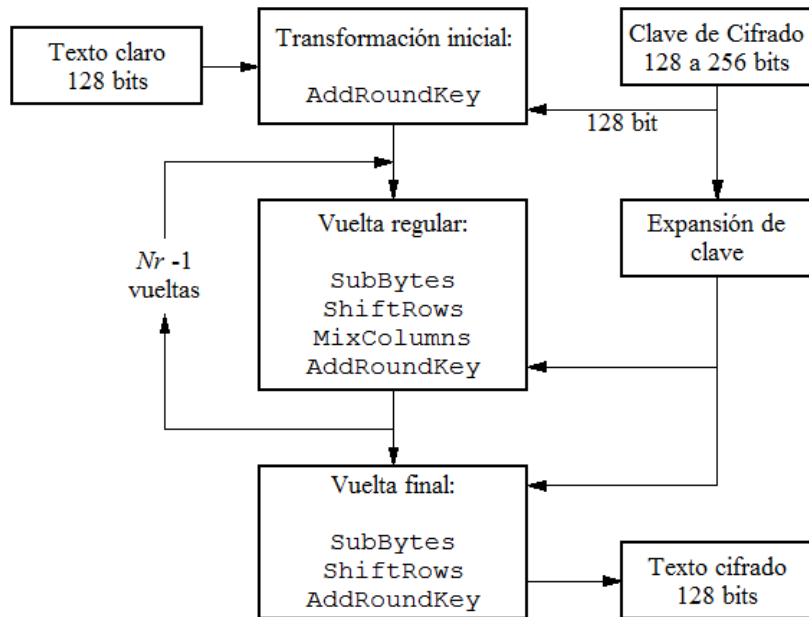 Texto claro
128 bits
Transformación inicial:
AddRoundKey
Clave de Cifrado
128 a 256 bits
128 bit
Vuelta regular:
SubBytes
ShiftRows
MixColumns
AddRoundKey
Expansión de
clave
Nr -1
vueltas
Vuelta final:
SubBytes
ShiftRows
AddRoundKey
Texto cifrado
128 bits